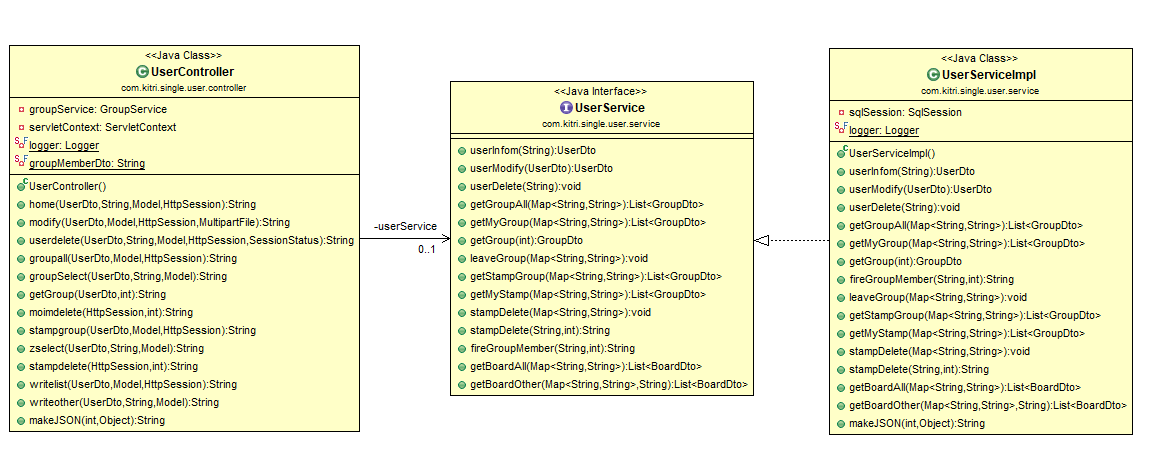 <<Java Class>>
UserController
com.kitri.single.user.controller
groupService: GroupService
servletContext: ServletContext
logger: Logger
groupMemberDto: String
UserController()
home(UserDto,String,Model,HttpSession):String
modify(UserDto,Model,HttpSession,MultipartFile):String
userdelete(UserDto,String,Model,HttpSession,SessionStatus):String
groupall(UserDto,Model,HttpSession):String
groupSelect(UserDto,String,Model):String
getGroup(UserDto,int):String
moimdelete(HttpSession,int):String
stampgroup(UserDto,Model,HttpSession):String
zselect(UserDto,String,Model):String
stampdelete(HttpSession,int):String
writelist(UserDto,Model,HttpSession):String
writeother(UserDto,String,Model):String
makeJSON(int,Object):String
-userService
0..1
<<Java Interface>>
UserService
com.kitri.single.user.service
userInfom(String):UserDto
userModify(UserDto):UserDto
userDelete(String):void
getGroupAll(Map<String,String>):List<GroupDto>
getMyGroup(Map<String,String>):List<GroupDto>
getGroup(int):GroupDto
leaveGroup(Map<String,String>):void
getStampGroup(Map<String,String>):List<GroupDto>
getMyStamp(Map<String,String>):List<GroupDto>
stampDelete(Map<String,String>):void
stampDelete(String,int):String
fireGroupMember(String,int):String
getBoardAll(Map<String,String>):List<BoardDto>
getBoardOther(Map<String,String>,String):List<BoardDto>
<<Java Class>>
UserServiceImpl
com.kitri.single.user.service
sqlSession: SqlSession
logger: Logger
UserServiceImpl()
userInfom(String):UserDto
userModify(UserDto):UserDto
userDelete(String):void
getGroupAll(Map<String,String>):List<GroupDto>
getMyGroup(Map<String,String>):List<GroupDto>
getGroup(int):GroupDto
fireGroupMember(String,int):String
leaveGroup(Map<String,String>):void
getStampGroup(Map<String,String>):List<GroupDto>
getMyStamp(Map<String,String>):List<GroupDto>
stampDelete(Map<String,String>):void
stampDelete(String,int):String
getBoardAll(Map<String,String>):List<BoardDto>
getBoardOther(Map<String,String>,String):List<BoardDto>
makeJSON(int,Object):String